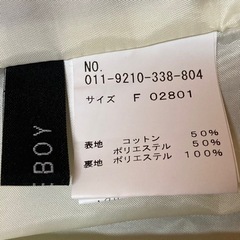 NO.
011-9210-338-804
サイズ F 02801
表地 コットン 50%
ポリエステル 50%
裏地 ポリエステル 100%
EBOY